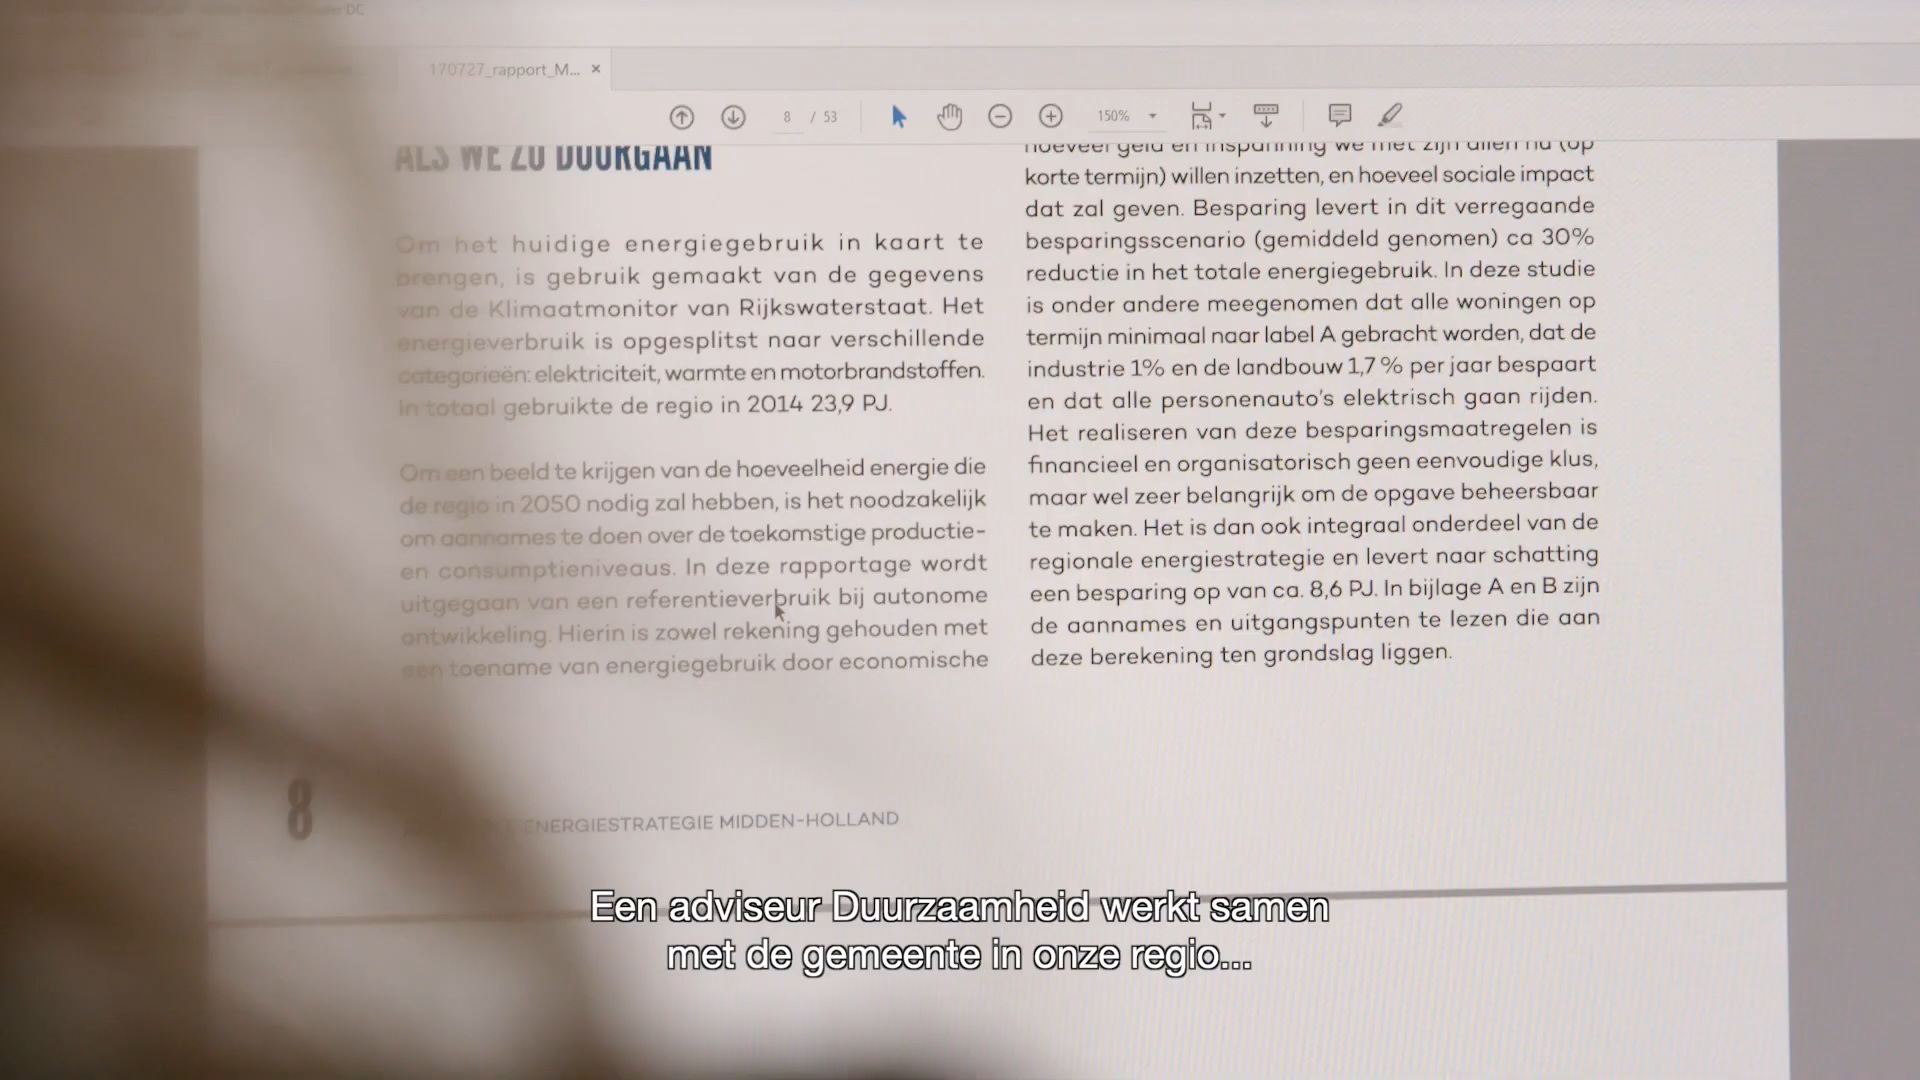 170727_rapport_M...
8 / 53
150%
ALS WE ZO DOORGAAN
Om het huidige energiegebruik in kaart te
brengen, is gebruik gemaakt van de gegevens
van de Klimaatmonitor van Rijkswaterstaat. Het
energieverbruik is opgesplitst naar verschillende
categorieën: elektriciteit, warmte en motorbrandstoffen.
In totaal gebruikte de regio in 2014 23,9 PJ.
Om een beeld te krijgen van de hoeveelheid energie die
de regio in 2050 nodig zal hebben, is het noodzakelijk
om aannames te doen over de toekomstige productie-
en consumptieniveaus. In deze rapportage wordt
uitgegaan van een referentieverbruik bij autonome
ontwikkeling. Hierin is zowel rekening gehouden met
een toename van energiegebruik door economische
hoeveel geld en inspanning we met zijn allen nu (op
korte termijn) willen inzetten, en hoeveel sociale impact
dat zal geven. Besparing levert in dit verregaande
besparingsscenario (gemiddeld genomen) ca 30%
reductie in het totale energiegebruik. In deze studie
is onder andere meegenomen dat alle woningen op
termijn minimaal naar label A gebracht worden, dat de
industrie 1% en de landbouw 1,7 % per jaar bespaart
en dat alle personenauto's elektrisch gaan rijden.
Het realiseren van deze besparingsmaatregelen is
financieel en organisatorisch geen eenvoudige klus,
maar wel zeer belangrijk om de opgave beheersbaar
te maken. Het is dan ook integraal onderdeel van de
regionale energiestrategie en levert naar schatting
een besparing op van ca. 8,6 PJ. In bijlage A en B zijn
de aannames en uitgangspunten te lezen die aan
deze berekening ten grondslag liggen.
8
ENERGIESTRATEGIE MIDDEN-HOLLAND
Een adviseur Duurzaamheid werkt samen
met de gemeente in onze regio...